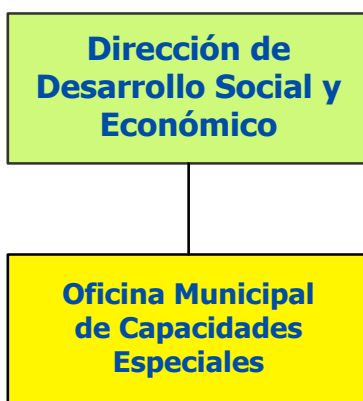 Dirección de
Desarrollo Social y
Económico
Oficina Municipal
de Capacidades
Especiales